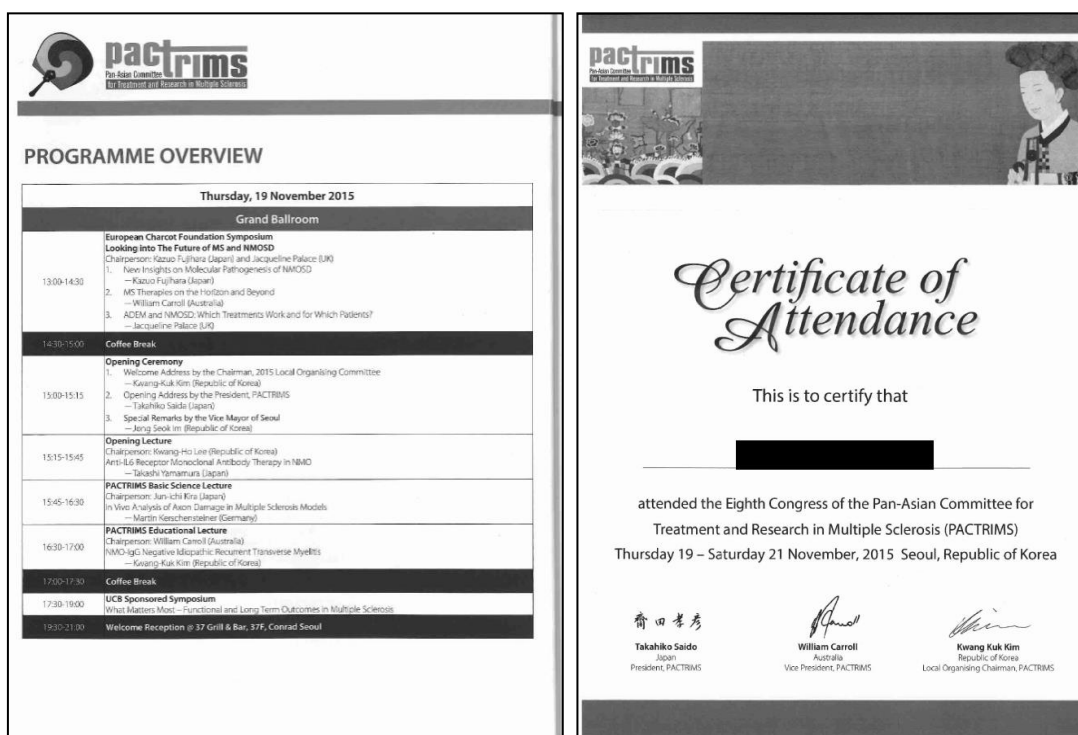 pactrims
Pan-Asian Committee
for Treatment and Research in Multiple Sclerosis
PROGRAMME OVERVIEW
Thursday, 19 November 2015
Grand Ballroom
13:00-14:30
European Charcot Foundation Symposium
Looking into The Future of MS and NMOSD
Chairperson: Kazuo Fujihara (Japan) and Jacqueline Palace (UK)
1. New Insights on Molecular Pathogenesis of NMOSD
— Kazuo Fujihara (Japan)
2. MS Therapies on the Horizon and Beyond
— William Carroll (Australia)
3. ADEM and NMOSD: Which Treatments Work and for Which Patients?
— Jacqueline Palace (UK)
14:30-15:00 Coffee Break
15:00-15:15
Opening Ceremony
1. Welcome Address by the Chairman, 2015 Local Organising Committee
— Kwang-Kuk Kim (Republic of Korea)
2. Opening Address by the President, PACTRIMS
— Takahiko Saida (Japan)
3. Special Remarks by the Vice Mayor of Seoul
— Jong Seok im (Republic of Korea)
15:15-15:45
Opening Lecture
Chairperson: Kwang-Ho Lee (Republic of Korea)
Anti-IL6 Receptor Monoclonal Antibody Therapy in NMO
— Takashi Yamamura (Japan)
15:45-16:30
PACTRIMS Basic Science Lecture
Chairperson: Jun-ichi Kira (Japan)
In Vivo Analysis of Axon Damage in Multiple Sclerosis Models
— Martin Kerschensteiner (Germany)
16:30-17:00
PACTRIMS Educational Lecture
Chairperson: William Carroll (Australia)
NMO-IgG Negative Idiopathic Recurrent Transverse Myelitis
— Kwang-Kuk Kim (Republic of Korea)
17:00-17:30 Coffee Break
17:30-19:00
UCB Sponsored Symposium
What Matters Most – Functional and Long Term Outcomes in Multiple Sclerosis
19:30-21:00 Welcome Reception @ 37 Grill & Bar, 37F, Conrad Seoul
pactrims
Pan-Asian Committee
for Treatment and Research in Multiple Sclerosis
Certificate of
Attendance
This is to certify that
attended the Eighth Congress of the Pan-Asian Committee for
Treatment and Research in Multiple Sclerosis (PACTRIMS)
Thursday 19 – Saturday 21 November, 2015 Seoul, Republic of Korea
齋田孝彦
Takahiko Saido
Japan
President, PACTRIMS
William Carroll
Australia
Vice President, PACTRIMS
Kwang Kuk Kim
Republic of Korea
Local Organising Chairman, PACTRIMS